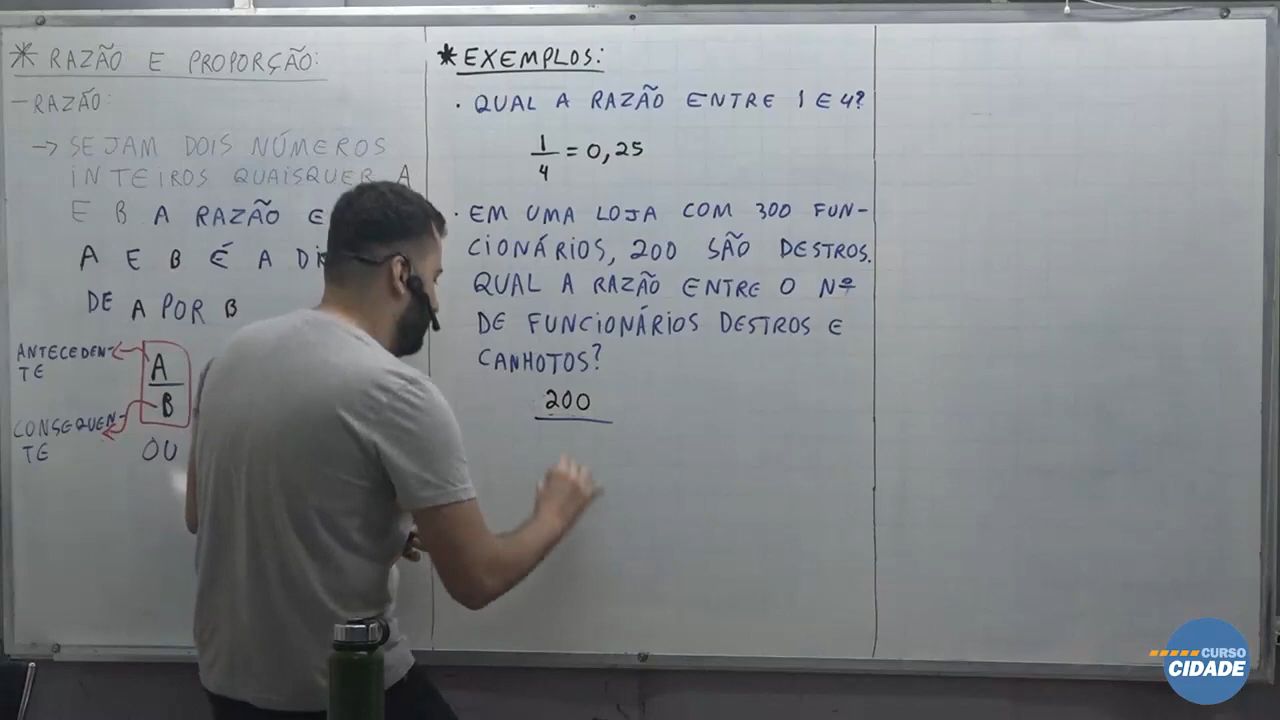 * RAZÃO E PROPORÇÃO:
- RAZÃO:
→ SEJAM DOIS NÚMEROS
INTEIROS QUAISQUER A
E B A RAZÃO E
A E B É A DI
DE A POR B
ANTECEDEN-
TE
A
B
CONSEQUEN-
TE
OU
* EXEMPLOS:
· QUAL A RAZÃO ENTRE 1 E 4?
1/4 = 0,25
· EM UMA LOJA COM 300 FUN-
CIONÁRIOS, 200 SÃO DESTROS.
QUAL A RAZÃO ENTRE O Nº
DE FUNCIONÁRIOS DESTROS E
CANHOTOS?
200
CURSO
CIDADE